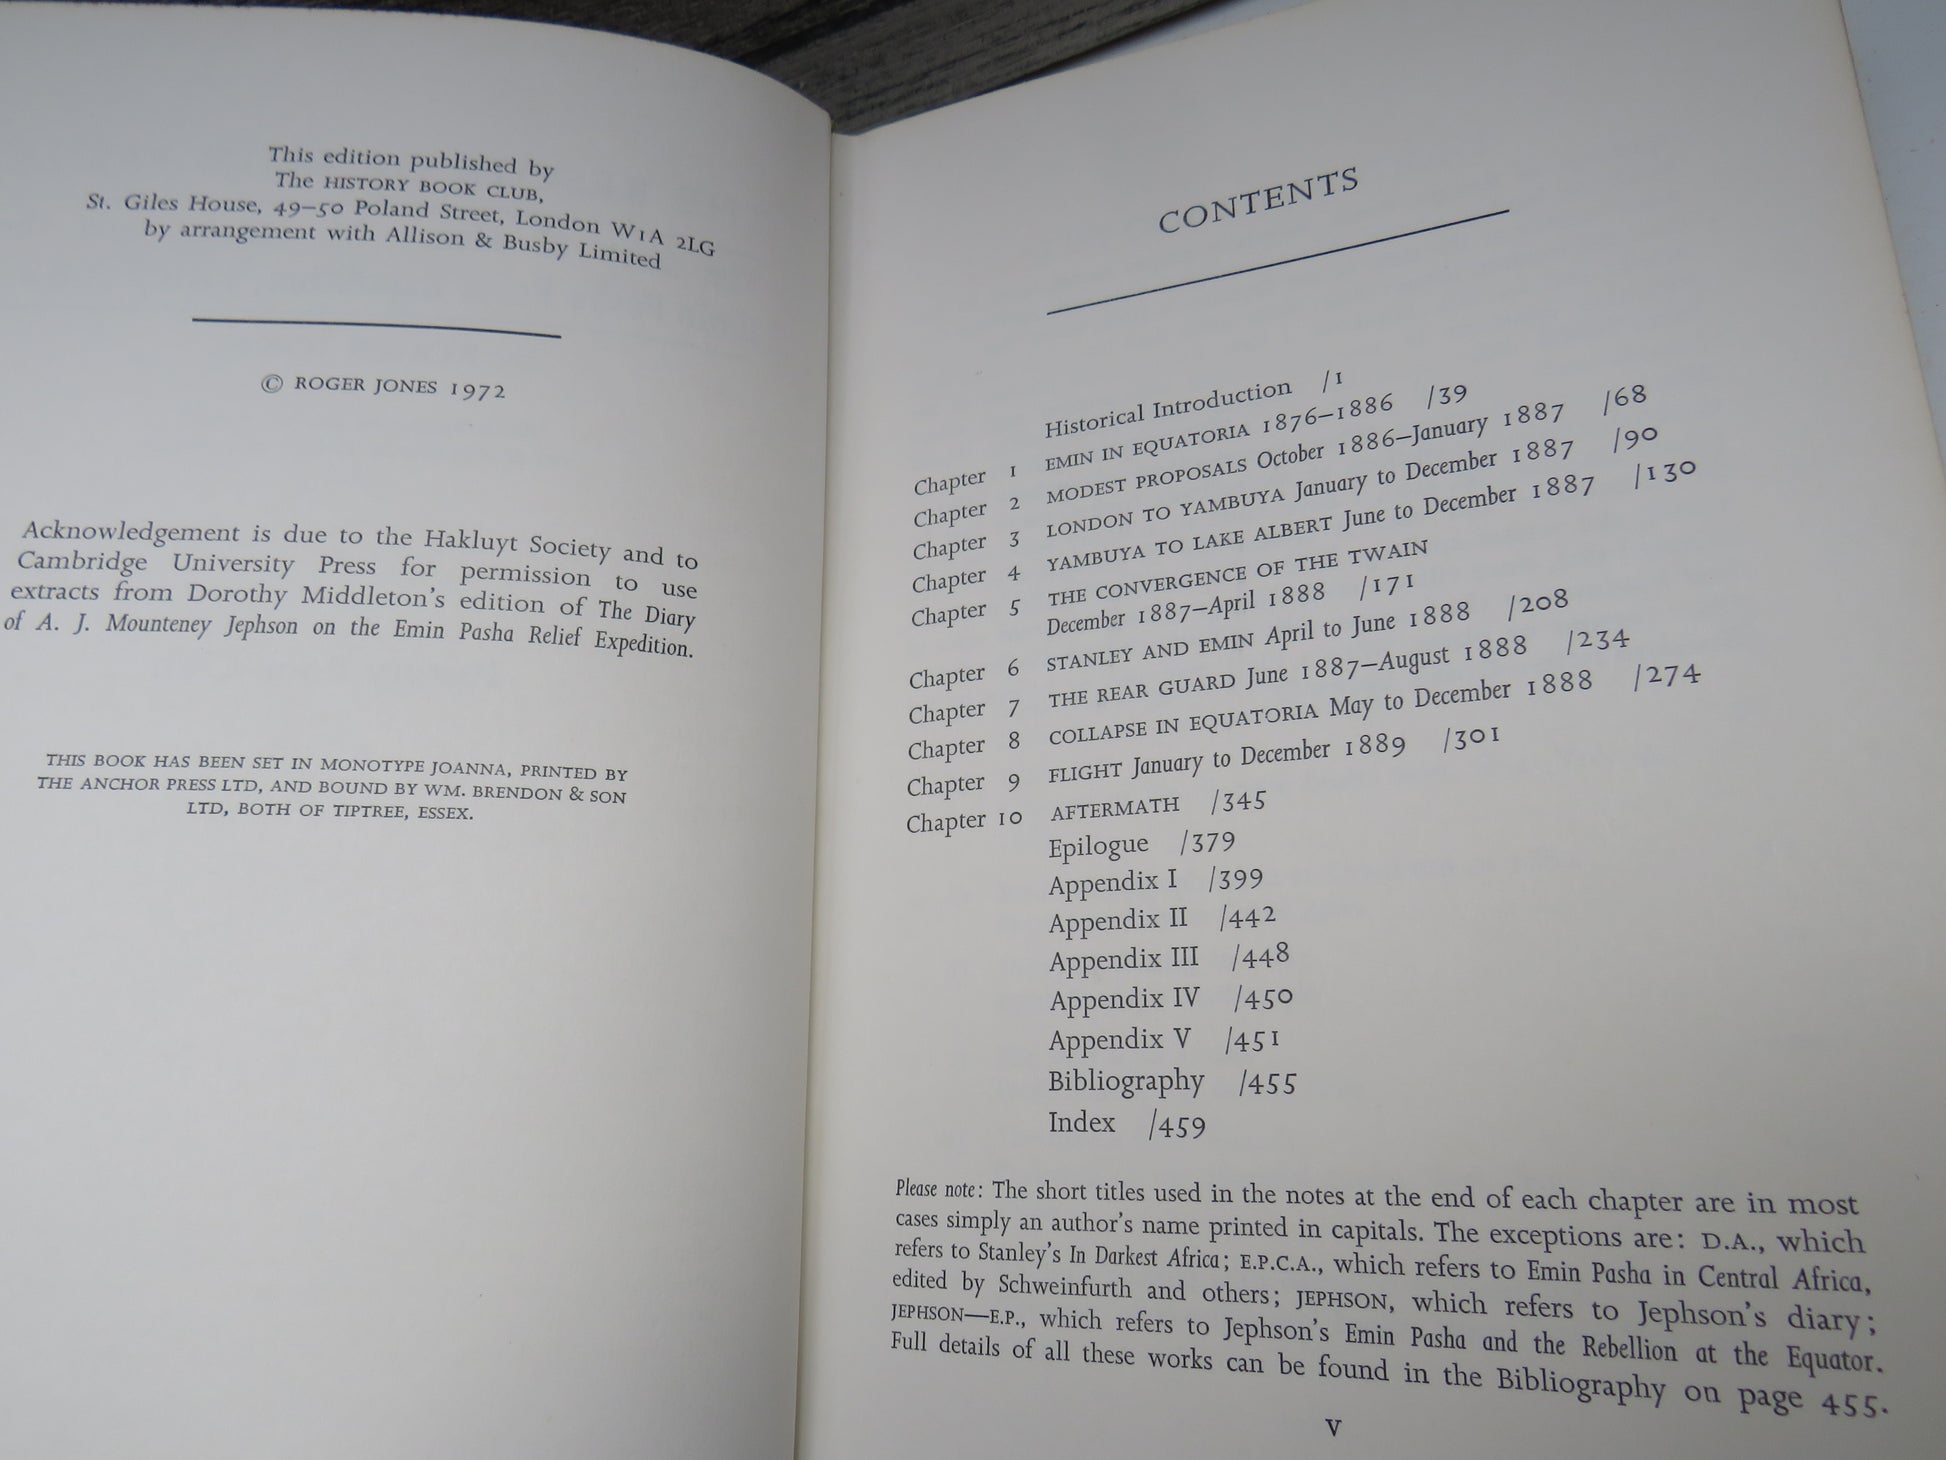 This edition published by
The HISTORY BOOK CLUB,
St. Giles House, 49–50 Poland Street, London W1A 2LG
by arrangement with Allison & Busby Limited
© ROGER JONES 1972
Acknowledgement is due to the Hakluyt Society and to
Cambridge University Press for permission to use
extracts from Dorothy Middleton's edition of The Diary
of A. J. Mounteney Jephson on the Emin Pasha Relief Expedition.
THIS BOOK HAS BEEN SET IN MONOTYPE JOANNA, PRINTED BY
THE ANCHOR PRESS LTD, AND BOUND BY WM. BRENDON & SON
LTD, BOTH OF TIPTREE, ESSEX.
CONTENTS
Historical Introduction /1
Chapter 1 EMIN IN EQUATORIA 1876–1886 /39
Chapter 2 MODEST PROPOSALS October 1886–January 1887 /68
Chapter 3 LONDON TO YAMBUYA January to December 1887 /90
Chapter 4 YAMBUYA TO LAKE ALBERT June to December 1887 /130
Chapter 5 THE CONVERGENCE OF THE TWAIN
December 1887–April 1888 /171
Chapter 6 STANLEY AND EMIN April to June 1888 /208
Chapter 7 THE REAR GUARD June 1887–August 1888 /234
Chapter 8 COLLAPSE IN EQUATORIA May to December 1888 /274
Chapter 9 FLIGHT January to December 1889 /301
Chapter 10 AFTERMATH /345
Epilogue /379
Appendix I /399
Appendix II /442
Appendix III /448
Appendix IV /450
Appendix V /451
Bibliography /455
Index /459
Please note: The short titles used in the notes at the end of each chapter are in most
cases simply an author's name printed in capitals. The exceptions are: D.A., which
refers to Stanley's In Darkest Africa; E.P.C.A., which refers to Emin Pasha in Central Africa,
edited by Schweinfurth and others; JEPHSON, which refers to Jephson's diary;
JEPHSON—E.P., which refers to Jephson's Emin Pasha and the Rebellion at the Equator.
Full details of all these works can be found in the Bibliography on page 455.
V